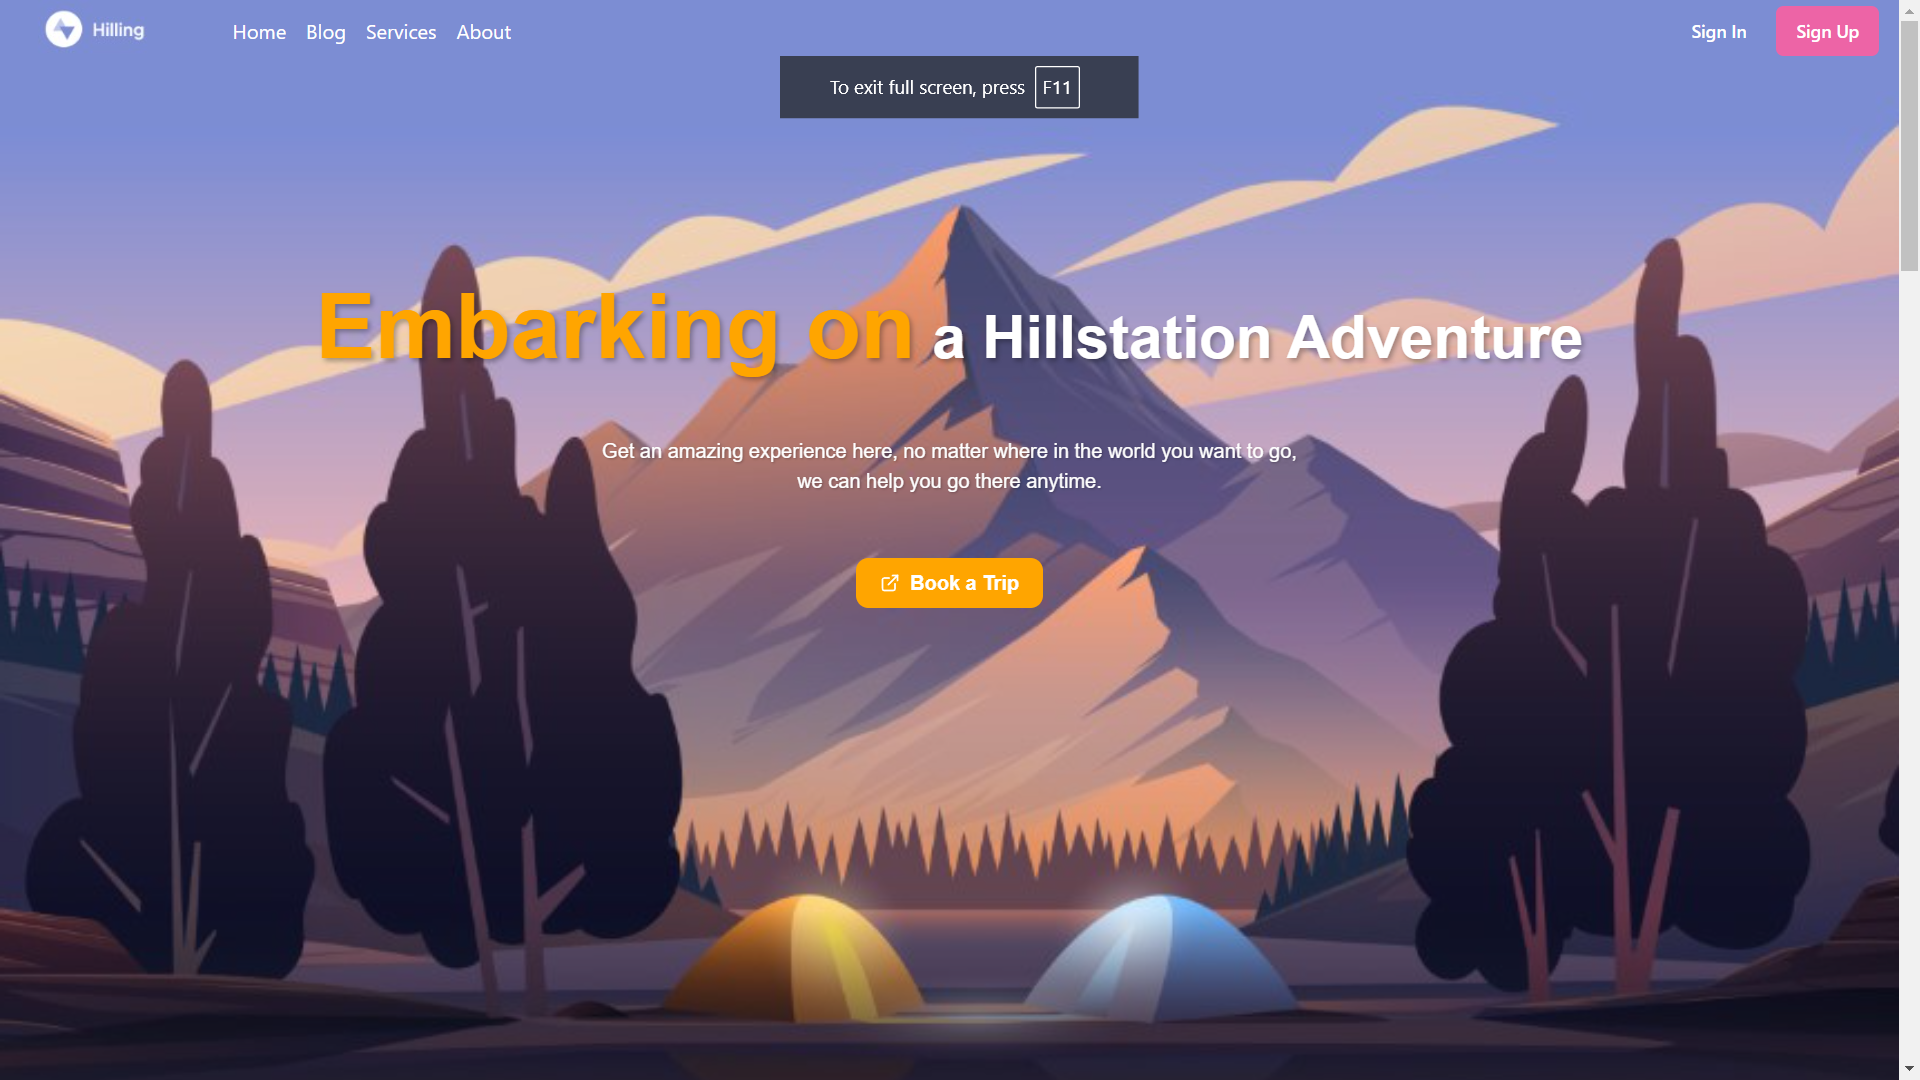 Hilling
Home Blog Services About
Sign In
Sign Up
To exit full screen, press F11
Embarking on a Hillstation Adventure
Get an amazing experience here, no matter where in the world you want to go,
we can help you go there anytime.
Book a Trip